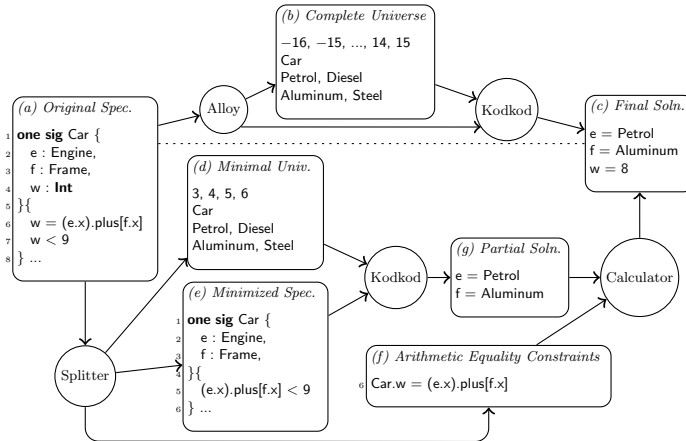 (b) Complete Universe
−16, −15, ..., 14, 15
Car
Petrol, Diesel
Aluminum, Steel
Alloy
Kodkod
(a) Original Spec.
1 one sig Car {
2 e : Engine,
3 f : Frame,
4 w : Int
5 }{
6 w = (e.x).plus[f.x]
7 w < 9
8 } ...
(c) Final Soln.
e = Petrol
f = Aluminum
w = 8
(d) Minimal Univ.
3, 4, 5, 6
Car
Petrol, Diesel
Aluminum, Steel
Kodkod
(g) Partial Soln.
e = Petrol
f = Aluminum
Calculator
(e) Minimized Spec.
1 one sig Car {
2 e : Engine,
3 f : Frame,
4 }{
5 (e.x).plus[f.x] < 9
6 } ...
Splitter
(f) Arithmetic Equality Constraints
6 Car.w = (e.x).plus[f.x]